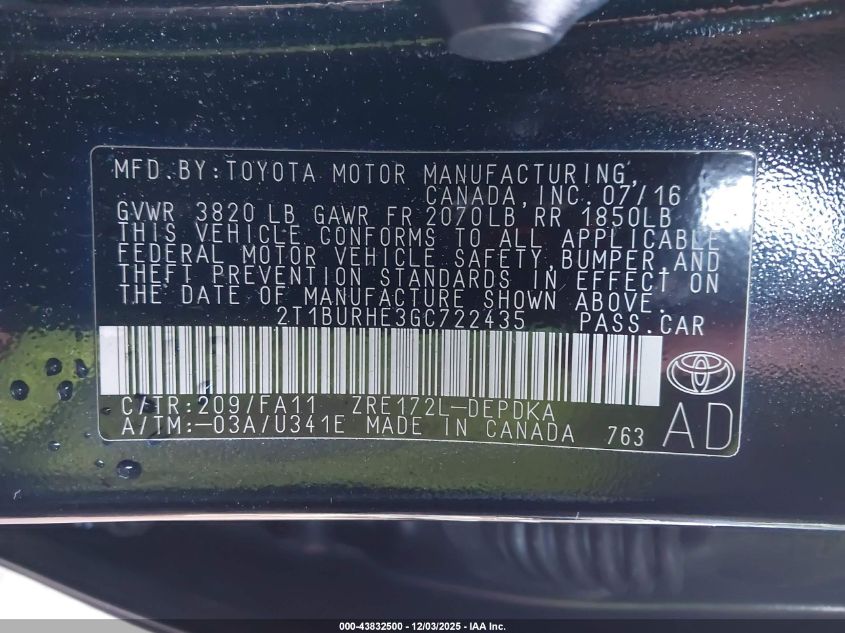 MFD.BY:TOYOTA MOTOR MANUFACTURING,
CANADA,INC. 07/16
GVWR 3820 LB GAWR FR 2070LB, RR 1850LB
THIS VEHICLE CONFORMS TO ALL APPLICABLE
FEDERAL MOTOR VEHICLE SAFETY, BUMPER,AND
THEFT PREVENTION STANDARDS IN EFFECT ON
THE DATE OF MANUFACTURE SHOWN ABOVE.
2T1BURHE3GC722435 PASS.CAR
C/TR:209/FA11 ZRE172L-DEPDKA
A/TM:-03A/U341E MADE IN CANADA 763
AD
000-43832500 - 12/03/2025 - IAA Inc.